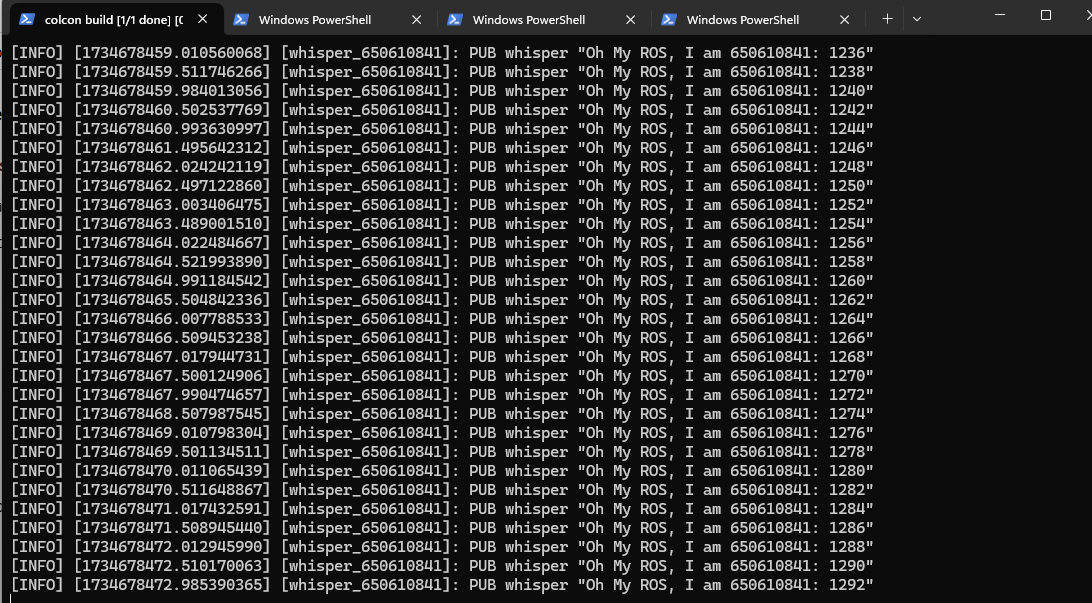 colcon build [1/1 done] [0
Windows PowerShell
Windows PowerShell
Windows PowerShell
[INFO] [1734678459.010560068] [whisper_650610841]: PUB whisper "Oh My ROS, I am 650610841: 1236"
[INFO] [1734678459.511746266] [whisper_650610841]: PUB whisper "Oh My ROS, I am 650610841: 1238"
[INFO] [1734678459.984013056] [whisper_650610841]: PUB whisper "Oh My ROS, I am 650610841: 1240"
[INFO] [1734678460.502537769] [whisper_650610841]: PUB whisper "Oh My ROS, I am 650610841: 1242"
[INFO] [1734678460.993630997] [whisper_650610841]: PUB whisper "Oh My ROS, I am 650610841: 1244"
[INFO] [1734678461.495642312] [whisper_650610841]: PUB whisper "Oh My ROS, I am 650610841: 1246"
[INFO] [1734678462.024242119] [whisper_650610841]: PUB whisper "Oh My ROS, I am 650610841: 1248"
[INFO] [1734678462.497122860] [whisper_650610841]: PUB whisper "Oh My ROS, I am 650610841: 1250"
[INFO] [1734678463.003406475] [whisper_650610841]: PUB whisper "Oh My ROS, I am 650610841: 1252"
[INFO] [1734678463.489001510] [whisper_650610841]: PUB whisper "Oh My ROS, I am 650610841: 1254"
[INFO] [1734678464.022484667] [whisper_650610841]: PUB whisper "Oh My ROS, I am 650610841: 1256"
[INFO] [1734678464.521993890] [whisper_650610841]: PUB whisper "Oh My ROS, I am 650610841: 1258"
[INFO] [1734678464.991184542] [whisper_650610841]: PUB whisper "Oh My ROS, I am 650610841: 1260"
[INFO] [1734678465.504842336] [whisper_650610841]: PUB whisper "Oh My ROS, I am 650610841: 1262"
[INFO] [1734678466.007788533] [whisper_650610841]: PUB whisper "Oh My ROS, I am 650610841: 1264"
[INFO] [1734678466.509453238] [whisper_650610841]: PUB whisper "Oh My ROS, I am 650610841: 1266"
[INFO] [1734678467.017944731] [whisper_650610841]: PUB whisper "Oh My ROS, I am 650610841: 1268"
[INFO] [1734678467.500124906] [whisper_650610841]: PUB whisper "Oh My ROS, I am 650610841: 1270"
[INFO] [1734678467.990474657] [whisper_650610841]: PUB whisper "Oh My ROS, I am 650610841: 1272"
[INFO] [1734678468.507987545] [whisper_650610841]: PUB whisper "Oh My ROS, I am 650610841: 1274"
[INFO] [1734678469.010798304] [whisper_650610841]: PUB whisper "Oh My ROS, I am 650610841: 1276"
[INFO] [1734678469.501134511] [whisper_650610841]: PUB whisper "Oh My ROS, I am 650610841: 1278"
[INFO] [1734678470.011065439] [whisper_650610841]: PUB whisper "Oh My ROS, I am 650610841: 1280"
[INFO] [1734678470.511648867] [whisper_650610841]: PUB whisper "Oh My ROS, I am 650610841: 1282"
[INFO] [1734678471.017432591] [whisper_650610841]: PUB whisper "Oh My ROS, I am 650610841: 1284"
[INFO] [1734678471.508945440] [whisper_650610841]: PUB whisper "Oh My ROS, I am 650610841: 1286"
[INFO] [1734678472.012945990] [whisper_650610841]: PUB whisper "Oh My ROS, I am 650610841: 1288"
[INFO] [1734678472.510170063] [whisper_650610841]: PUB whisper "Oh My ROS, I am 650610841: 1290"
[INFO] [1734678472.985390365] [whisper_650610841]: PUB whisper "Oh My ROS, I am 650610841: 1292"